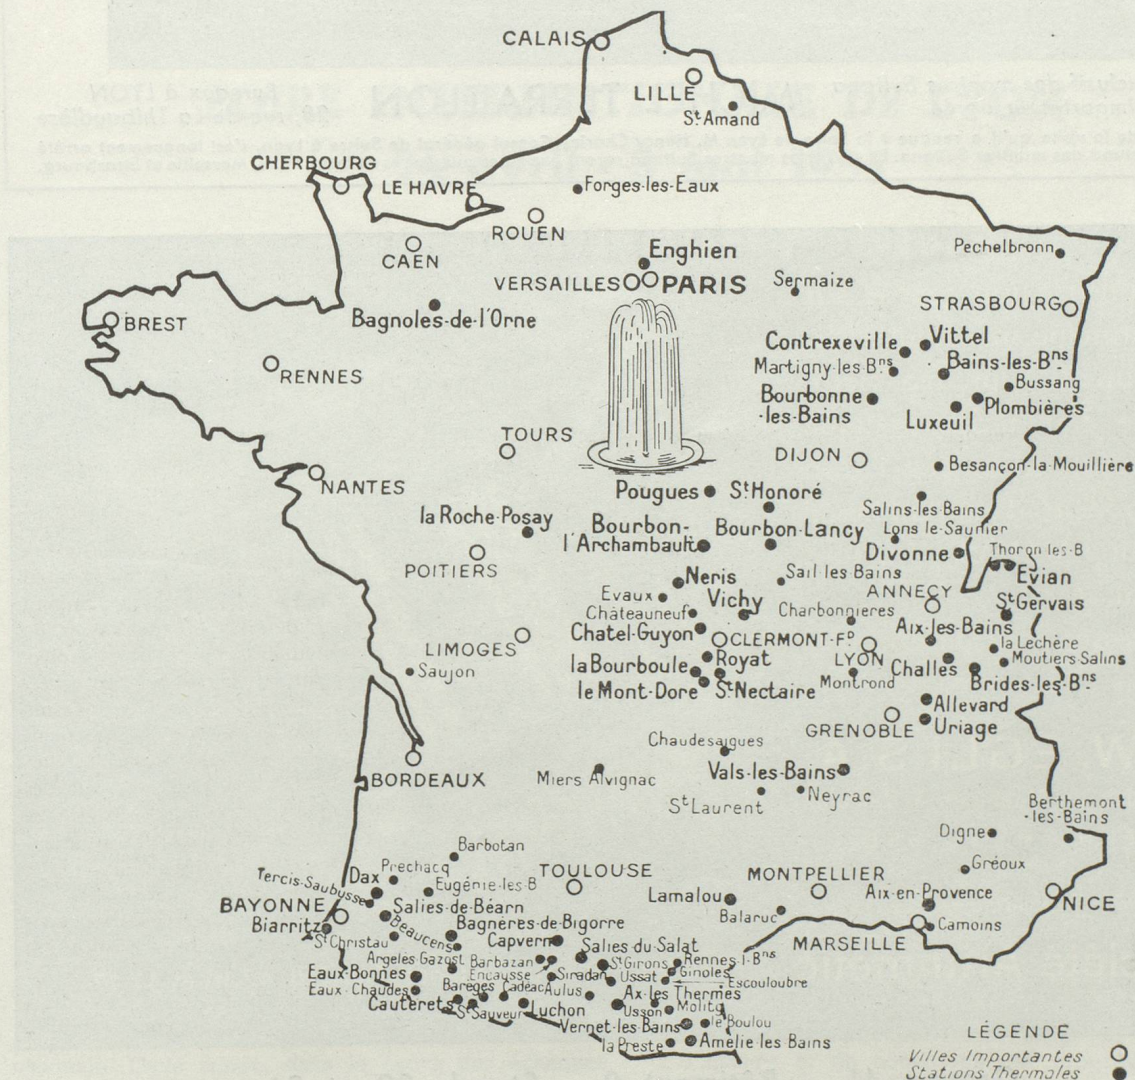 CALAIS
LILLE
St Amand
CHERBOURG
LE HAVRE
Forges-les-Eaux
ROUEN
CAEN
Enghien
Pechelbronn
VERSAILLES
PARIS
Sermaize
STRASBOURG
Bagnoles-de-l'Orne
BREST
Vittel
Contrexeville
Bains-les-Bns
Martigny-les-Bns
Bussang
RENNES
Bourbonne
-les-Bains
Plombières
Luxeuil
TOURS
DIJON
Besançon-la-Mouillière
NANTES
Pougues
St Honoré
Salins-les-Bains
la Roche-Posay
Bourbon-
l'Archambault
Bourbon-Lancy
Lons le-Saunier
Divonne
Thoron les-B
POITIERS
Neris
Sail les Bains
Evian
Evaux
ANNECY
Vichy
St Gervais
Châteauneuf
Charbonnieres
Chatel-Guyon
CLERMONT-FD
Aix-les-Bains
la Lechère
LIMOGES
LYON
Moutiers-Salins
la Bourboule
Royat
Challes
Saujon
Montrond
Brides-les-Bns
le Mont-Dore
St Nectaire
Allevard
GRENOBLE
Uriage
Chaudesaigues
BORDEAUX
Miers Alvignac
Vals-les-Bains
St Laurent
Neyrac
Berthemont
-les-Bains
Digne
Barbotan
Prechacq
Gréoux
TOULOUSE
MONTPELLIER
Tercis-Saubusse
Dax
Eugénie-les-B
Lamalou
Aix-en-Provence
BAYONNE
Salies-de-Béarn
NICE
Balaruc
Biarritz
Beaucens
Bagnères-de-Bigorre
Camoins
St Christau
Capvern
Salies-du-Salat
MARSEILLE
Argelès-Gazost
Barbazan
St Girons
Rennes-l-Bns
Eaux-Bonnes
Encausse
Siradan
Ussat
Ginoles
Escouloubre
Eaux-Chaudes
Barèges
Cadéac
Aulus
Ax-les Thermes
Cauterets
St Sauveur
Luchon
Usson
Molitg
Vernet-les-Bains
le Boulou
la Preste
Amélie les Bains
LÉGENDE
Villes Importantes
Stations Thermales